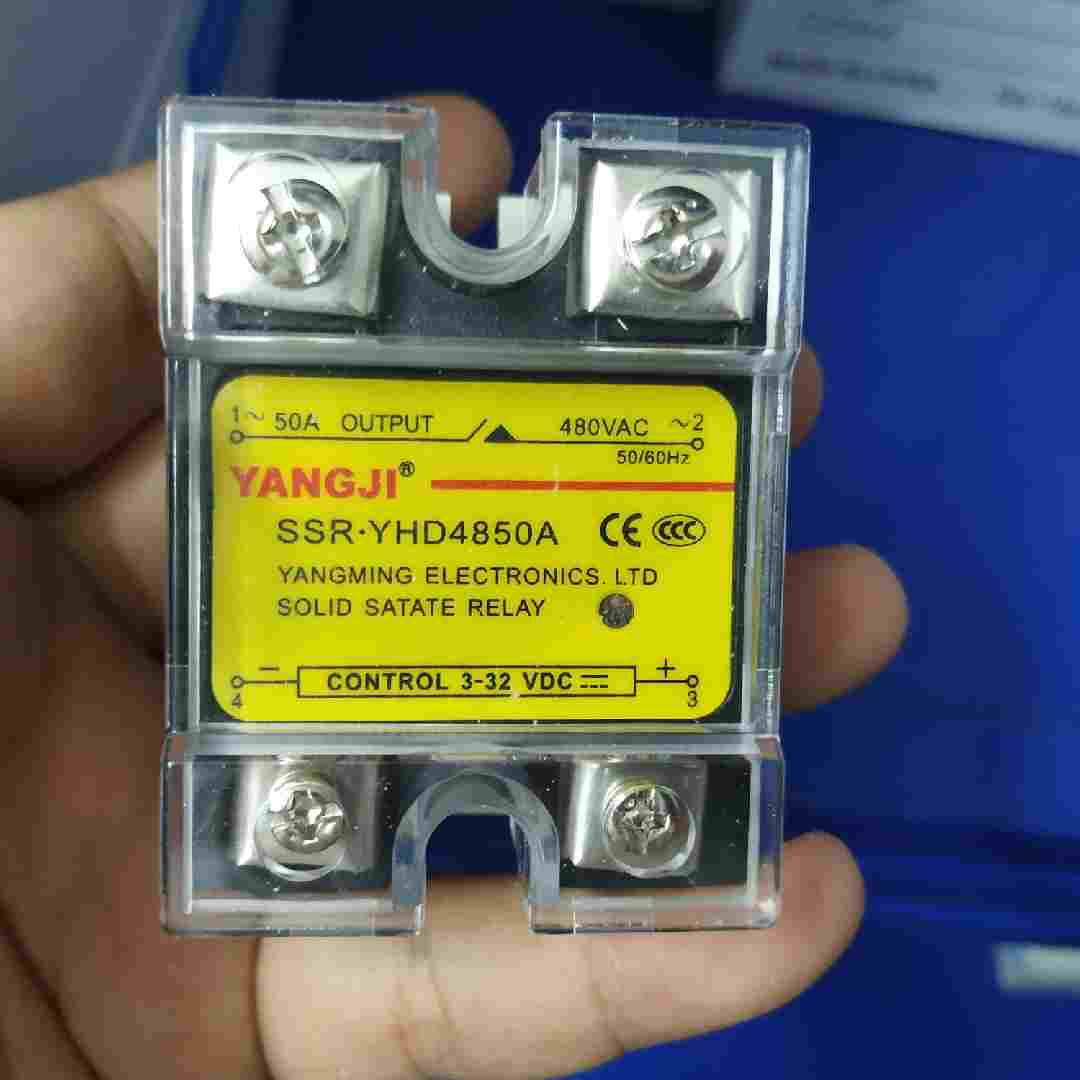 1~ 50A OUTPUT 480VAC ~2
50/60Hz
YANGJI®
SSR·YHD4850A CE CCC
YANGMING ELECTRONICS. LTD
SOLID SATATE RELAY
− CONTROL 3-32 VDC +
4 3